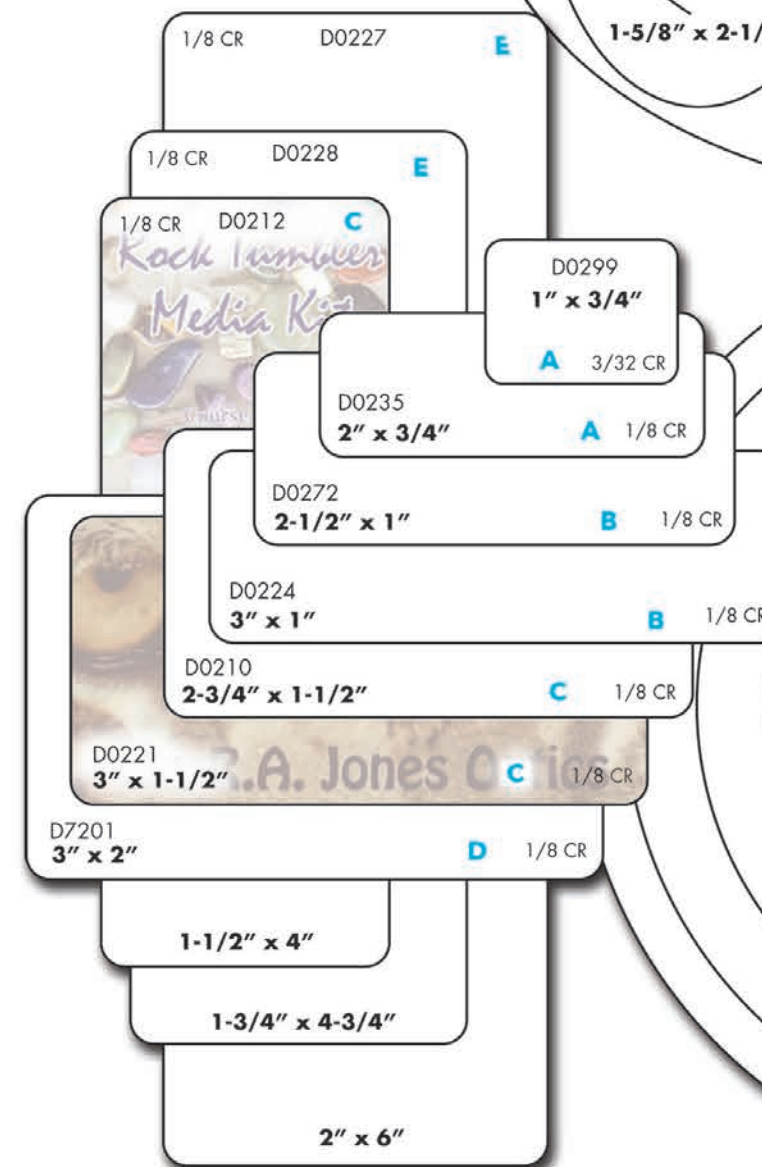 1-5/8" x 2-1/
1/8 CR D0227 E
1/8 CR D0228 E
1/8 CR D0212 C
Rock Tumbler
Media Kit
D0299
1" x 3/4"
A 3/32 CR
D0235
2" x 3/4" A 1/8 CR
D0272
2-1/2" x 1" B 1/8 CR
D0224
3" x 1" B 1/8 CR
D0210
2-3/4" x 1-1/2" C 1/8 CR
D0221
3" x 1-1/2" .A. Jones C 1/8 CR
D7201
3" x 2" D 1/8 CR
1-1/2" x 4"
1-3/4" x 4-3/4"
2" x 6"